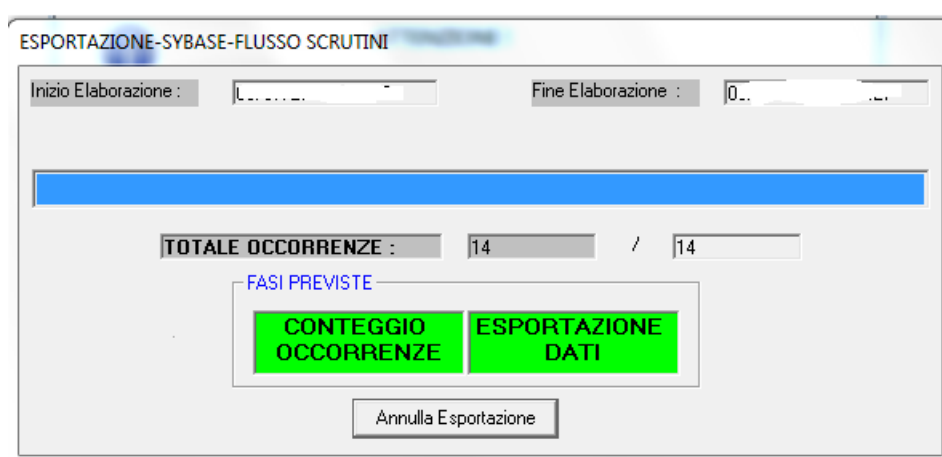 ESPORTAZIONE-SYBASE-FLUSSO SCRUTINI
Inizio Elaborazione :
Fine Elaborazione :
TOTALE OCCORRENZE : 14 / 14
FASI PREVISTE
CONTEGGIO
OCCORRENZE
ESPORTAZIONE
DATI
Annulla Esportazione